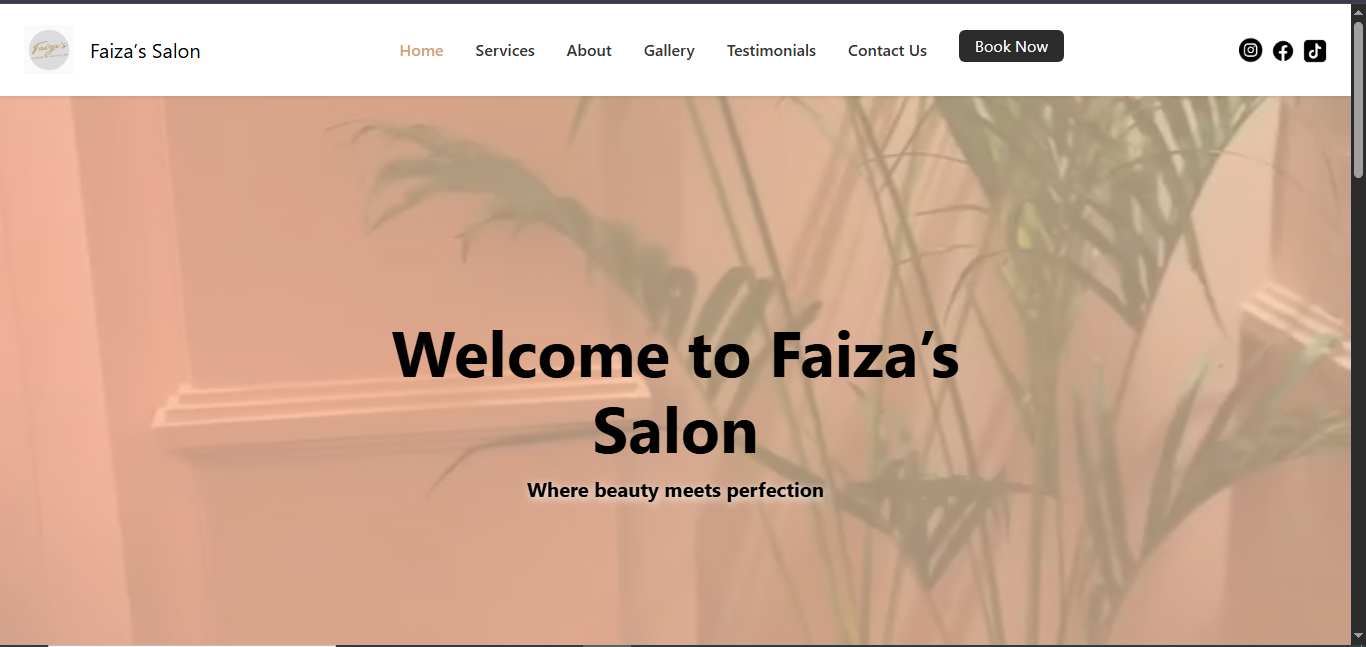 Faiza's
Faiza’s Salon
Home
Services
About
Gallery
Testimonials
Contact Us
Book Now
Welcome to Faiza’s
Salon
Where beauty meets perfection